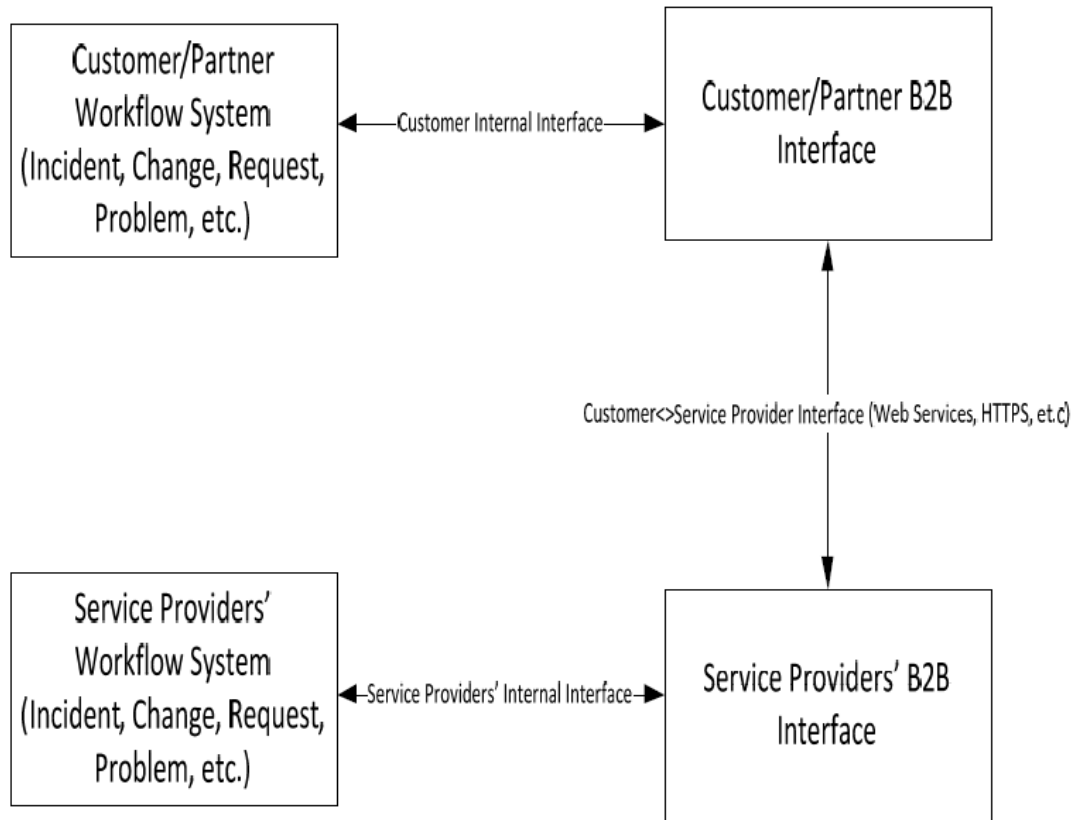 Customer/Partner
Workflow System
(Incident, Change, Request,
Problem, etc.)
Customer Internal Interface
Customer/Partner B2B
Interface
Customer<>Service Provider Interface (Web Services, HTTPS, et.c)
Service Providers’
Workflow System
(Incident, Change, Request,
Problem, etc.)
Service Providers’ Internal Interface
Service Providers’ B2B
Interface